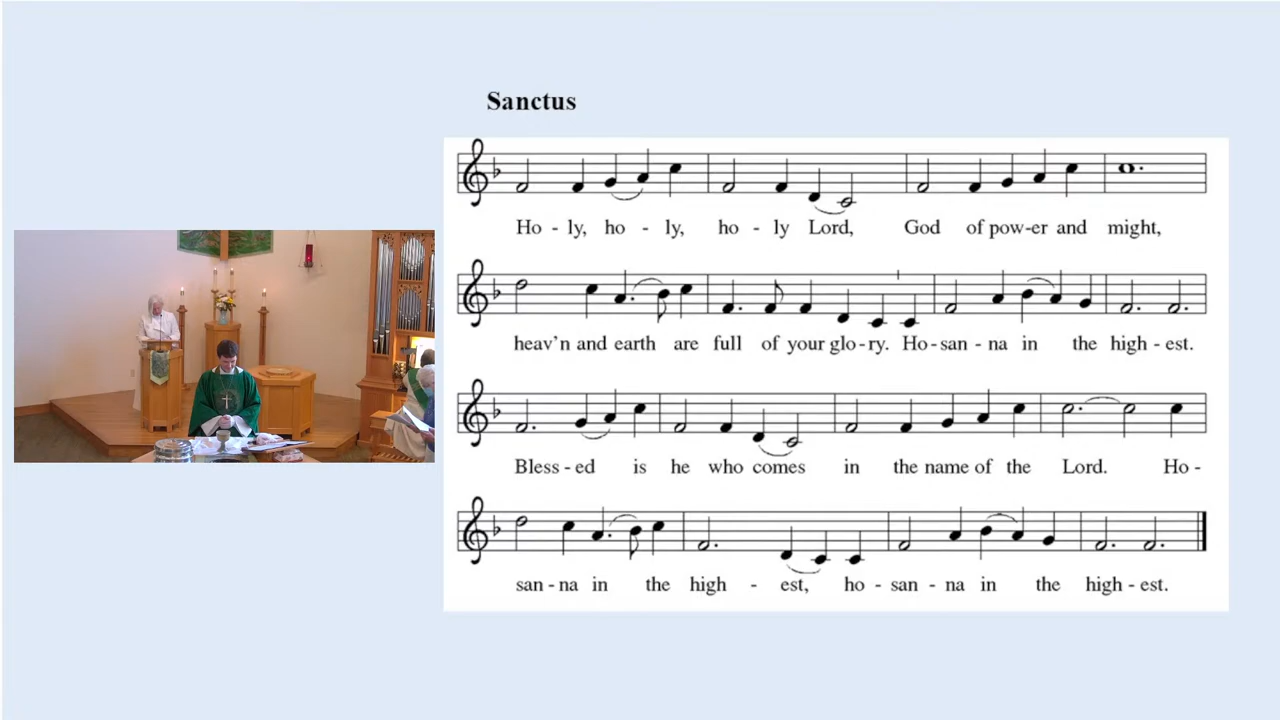 Sanctus
Ho - ly, ho - ly, ho - ly Lord, God of pow-er and might,
heav'n and earth are full of your glo-ry. Ho-san - na in the high - est.
Bless - ed is he who comes in the name of the Lord. Ho -
san - na in the high - est, ho - san - na in the high - est.